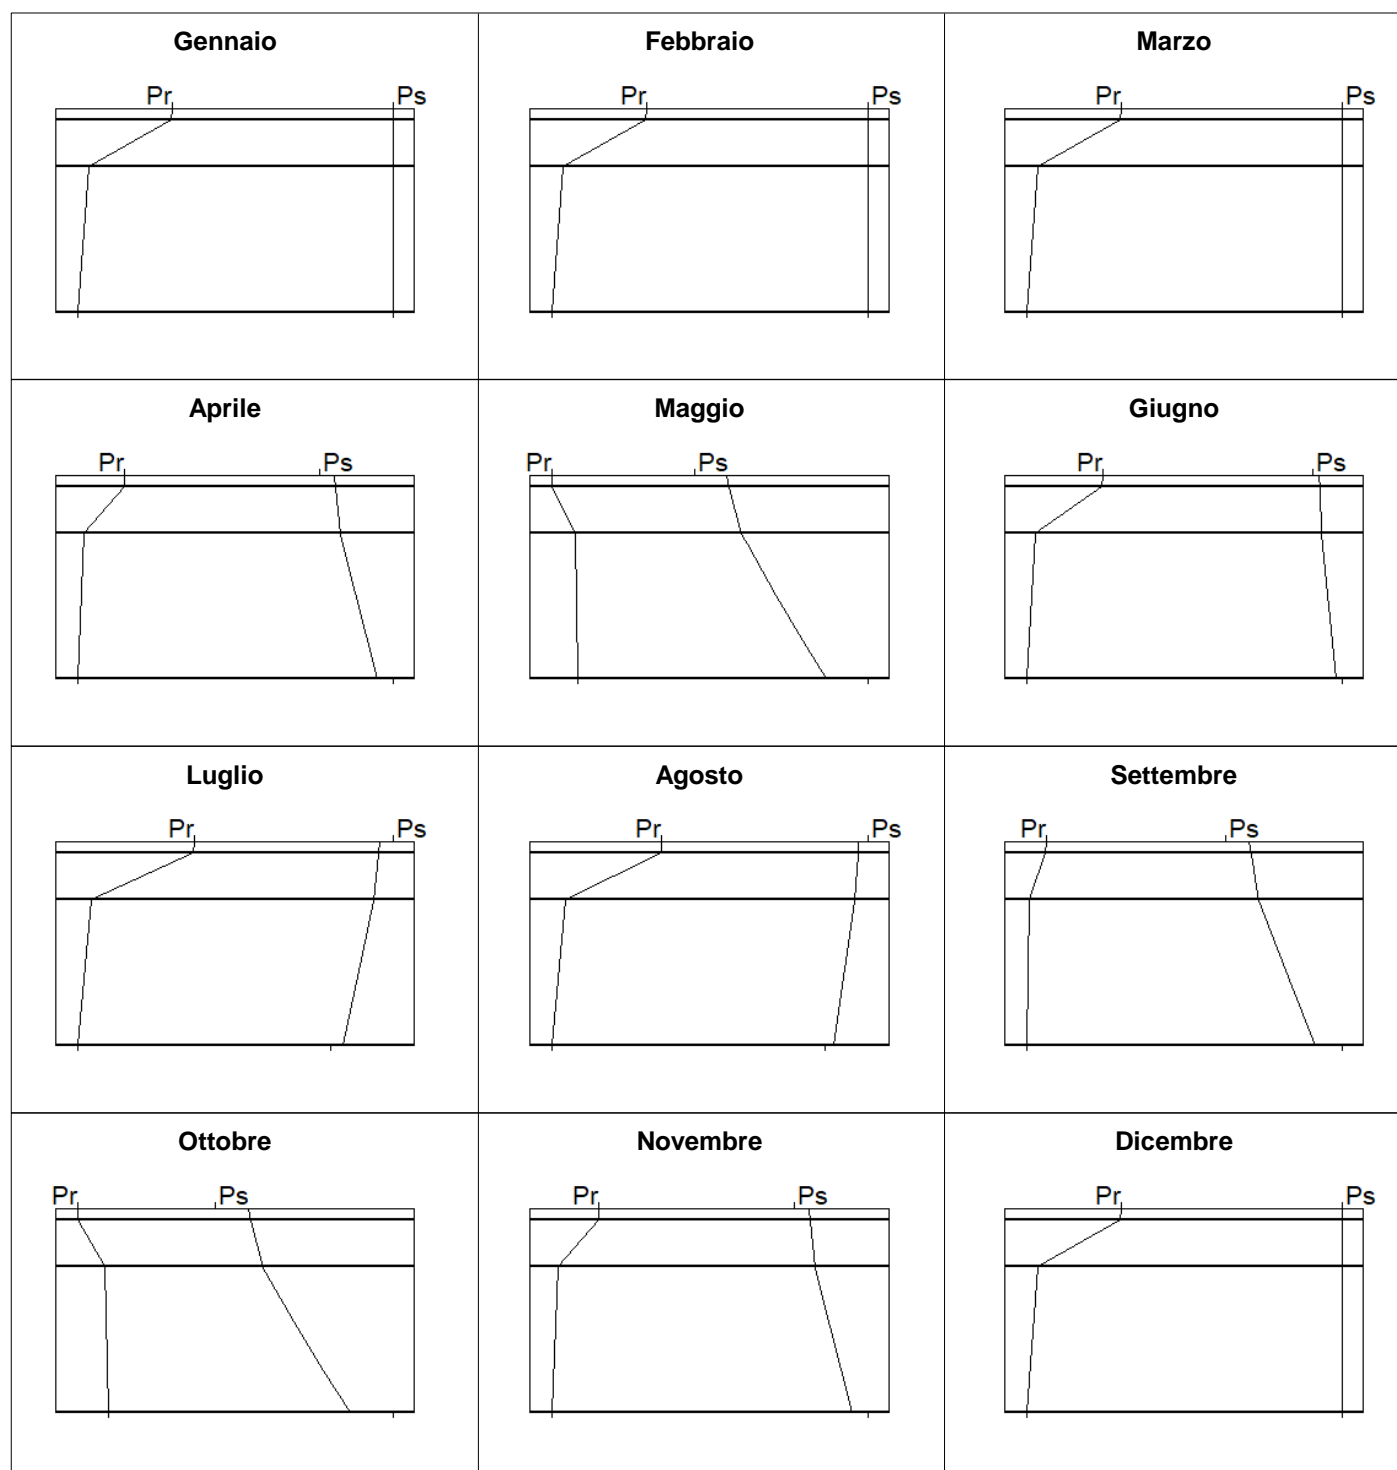 Gennaio
Febbraio
Marzo
Pr Ps
Pr Ps
Pr Ps
Aprile
Maggio
Giugno
Pr Ps
Pr Ps
Pr Ps
Luglio
Agosto
Settembre
Pr Ps
Pr Ps
Pr Ps
Ottobre
Novembre
Dicembre
Pr Ps
Pr Ps
Pr Ps